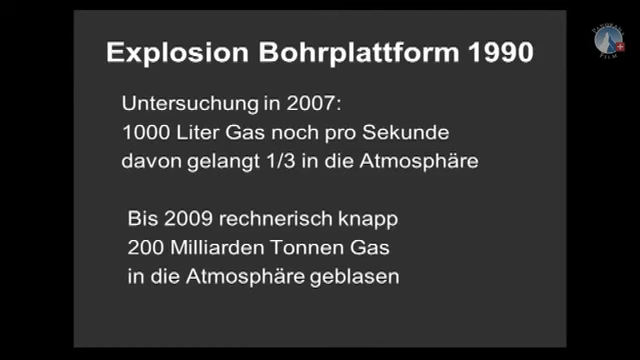 Explosion Bohrplattform 1990
Untersuchung in 2007:
1000 Liter Gas noch pro Sekunde
davon gelangt 1/3 in die Atmosphäre
Bis 2009 rechnerisch knapp
200 Milliarden Tonnen Gas
in die Atmosphäre geblasen